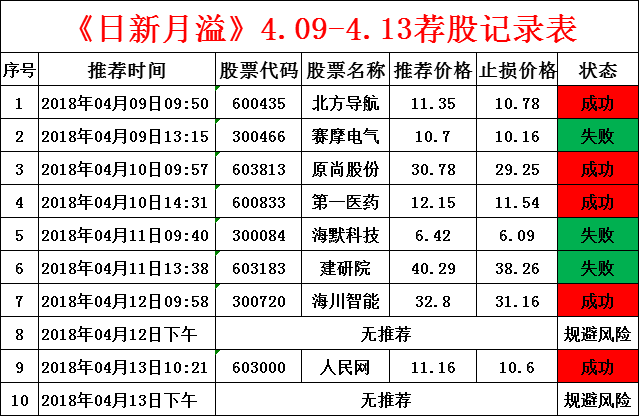 《日新月溢》4.09-4.13荐股记录表
序号 推荐时间 股票代码 股票名称 推荐价格 止损价格 状态
1 2018年04月09日09:50 600435 北方导航 11.35 10.78 成功
2 2018年04月09日13:15 300466 赛摩电气 10.7 10.16 失败
3 2018年04月10日09:57 603813 原尚股份 30.78 29.25 成功
4 2018年04月10日14:31 600833 第一医药 12.15 11.54 成功
5 2018年04月11日09:40 300084 海默科技 6.42 6.09 失败
6 2018年04月11日13:38 603183 建研院 40.29 38.26 失败
7 2018年04月12日09:58 300720 海川智能 32.8 31.16 成功
8 2018年04月12日下午 无推荐 规避风险
9 2018年04月13日10:21 603000 人民网 11.16 10.6 成功
10 2018年04月13日下午 无推荐 规避风险